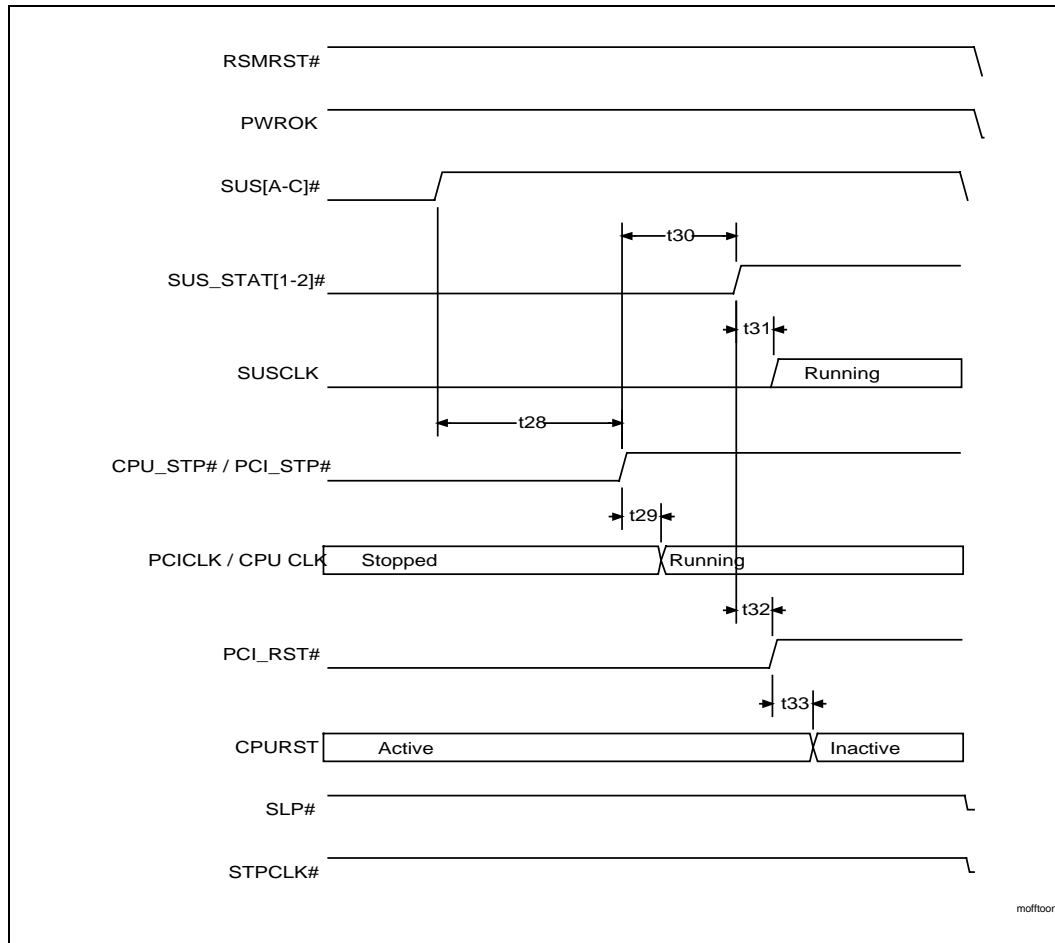 RSMRST#
PWROK
SUS[A-C]#
t30
SUS_STAT[1-2]#
t31
SUSCLK
Running
t28
CPU_STP# / PCI_STP#
t29
PCICLK / CPU CLK
Stopped
Running
t32
PCI_RST#
t33
CPURST
Active
Inactive
SLP#
STPCLK#
mofftoon